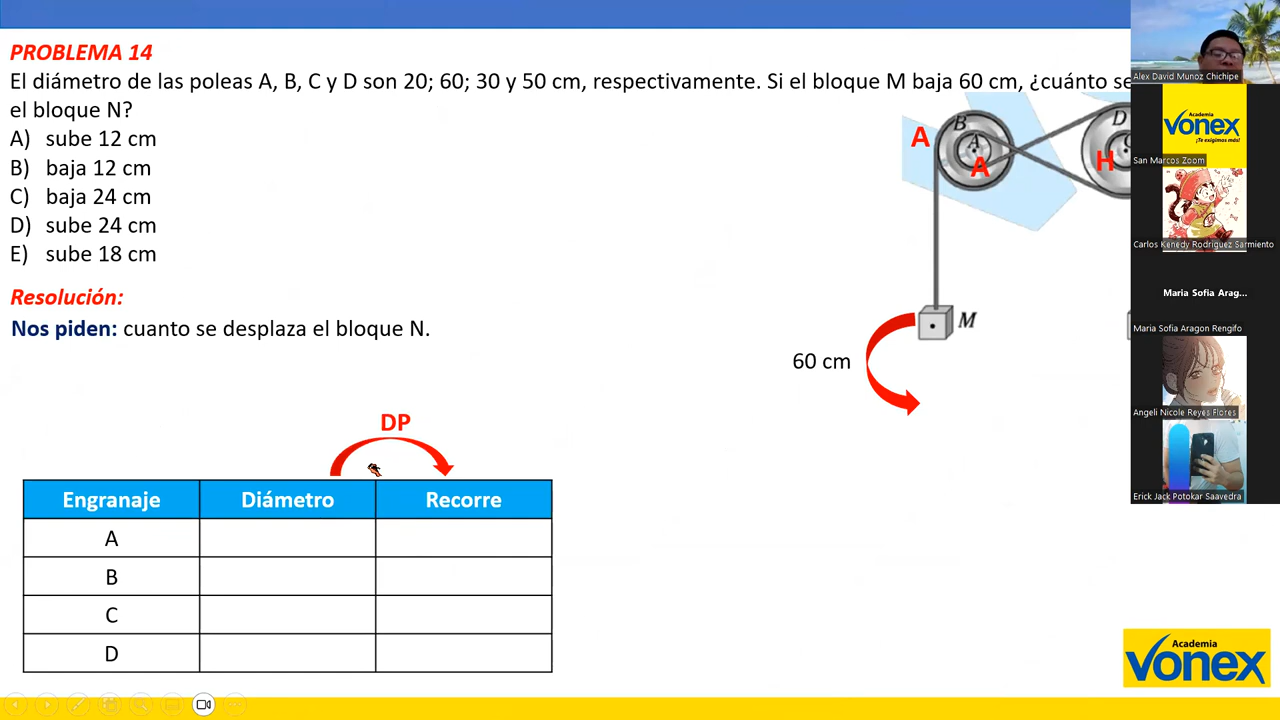 PROBLEMA 14
El diámetro de las poleas A, B, C y D son 20; 60; 30 y 50 cm, respectivamente. Si el bloque M baja 60 cm, ¿cuánto se
el bloque N?
A) sube 12 cm
B) baja 12 cm
C) baja 24 cm
D) sube 24 cm
E) sube 18 cm
Resolución:
Nos piden: cuanto se desplaza el bloque N.
A
B
A
A
D
H
M
60 cm
DP
Engranaje Diámetro Recorre
A
B
C
D
Alex David Munoz Chichipe
Academia
vonex
¡Te exigimos más!
San Marcos Zoom
Carlos Kenedy Rodriguez Sarmiento
Maria Sofia Arag...
Maria Sofia Aragon Rengifo
Angeli Nicole Reyes Flores
Erick Jack Potokar Saavedra
Academia
vonex